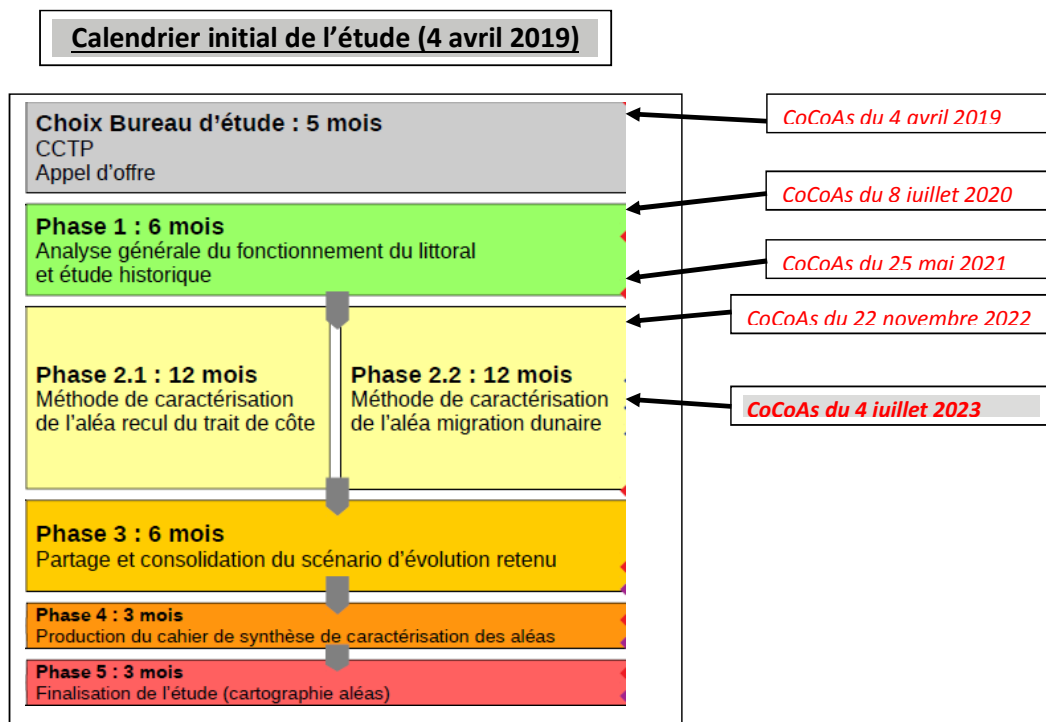 Calendrier initial de l’étude (4 avril 2019)
Choix Bureau d’étude : 5 mois
CCTP
Appel d’offre
CoCoAs du 4 avril 2019
Phase 1 : 6 mois
Analyse générale du fonctionnement du littoral
et étude historique
CoCoAs du 8 juillet 2020
CoCoAs du 25 mai 2021
CoCoAs du 22 novembre 2022
Phase 2.1 : 12 mois
Méthode de caractérisation
de l’aléa recul du trait de côte
Phase 2.2 : 12 mois
Méthode de caractérisation
de l’aléa migration dunaire
CoCoAs du 4 juillet 2023
Phase 3 : 6 mois
Partage et consolidation du scénario d’évolution retenu
Phase 4 : 3 mois
Production du cahier de synthèse de caractérisation des aléas
Phase 5 : 3 mois
Finalisation de l’étude (cartographie aléas)